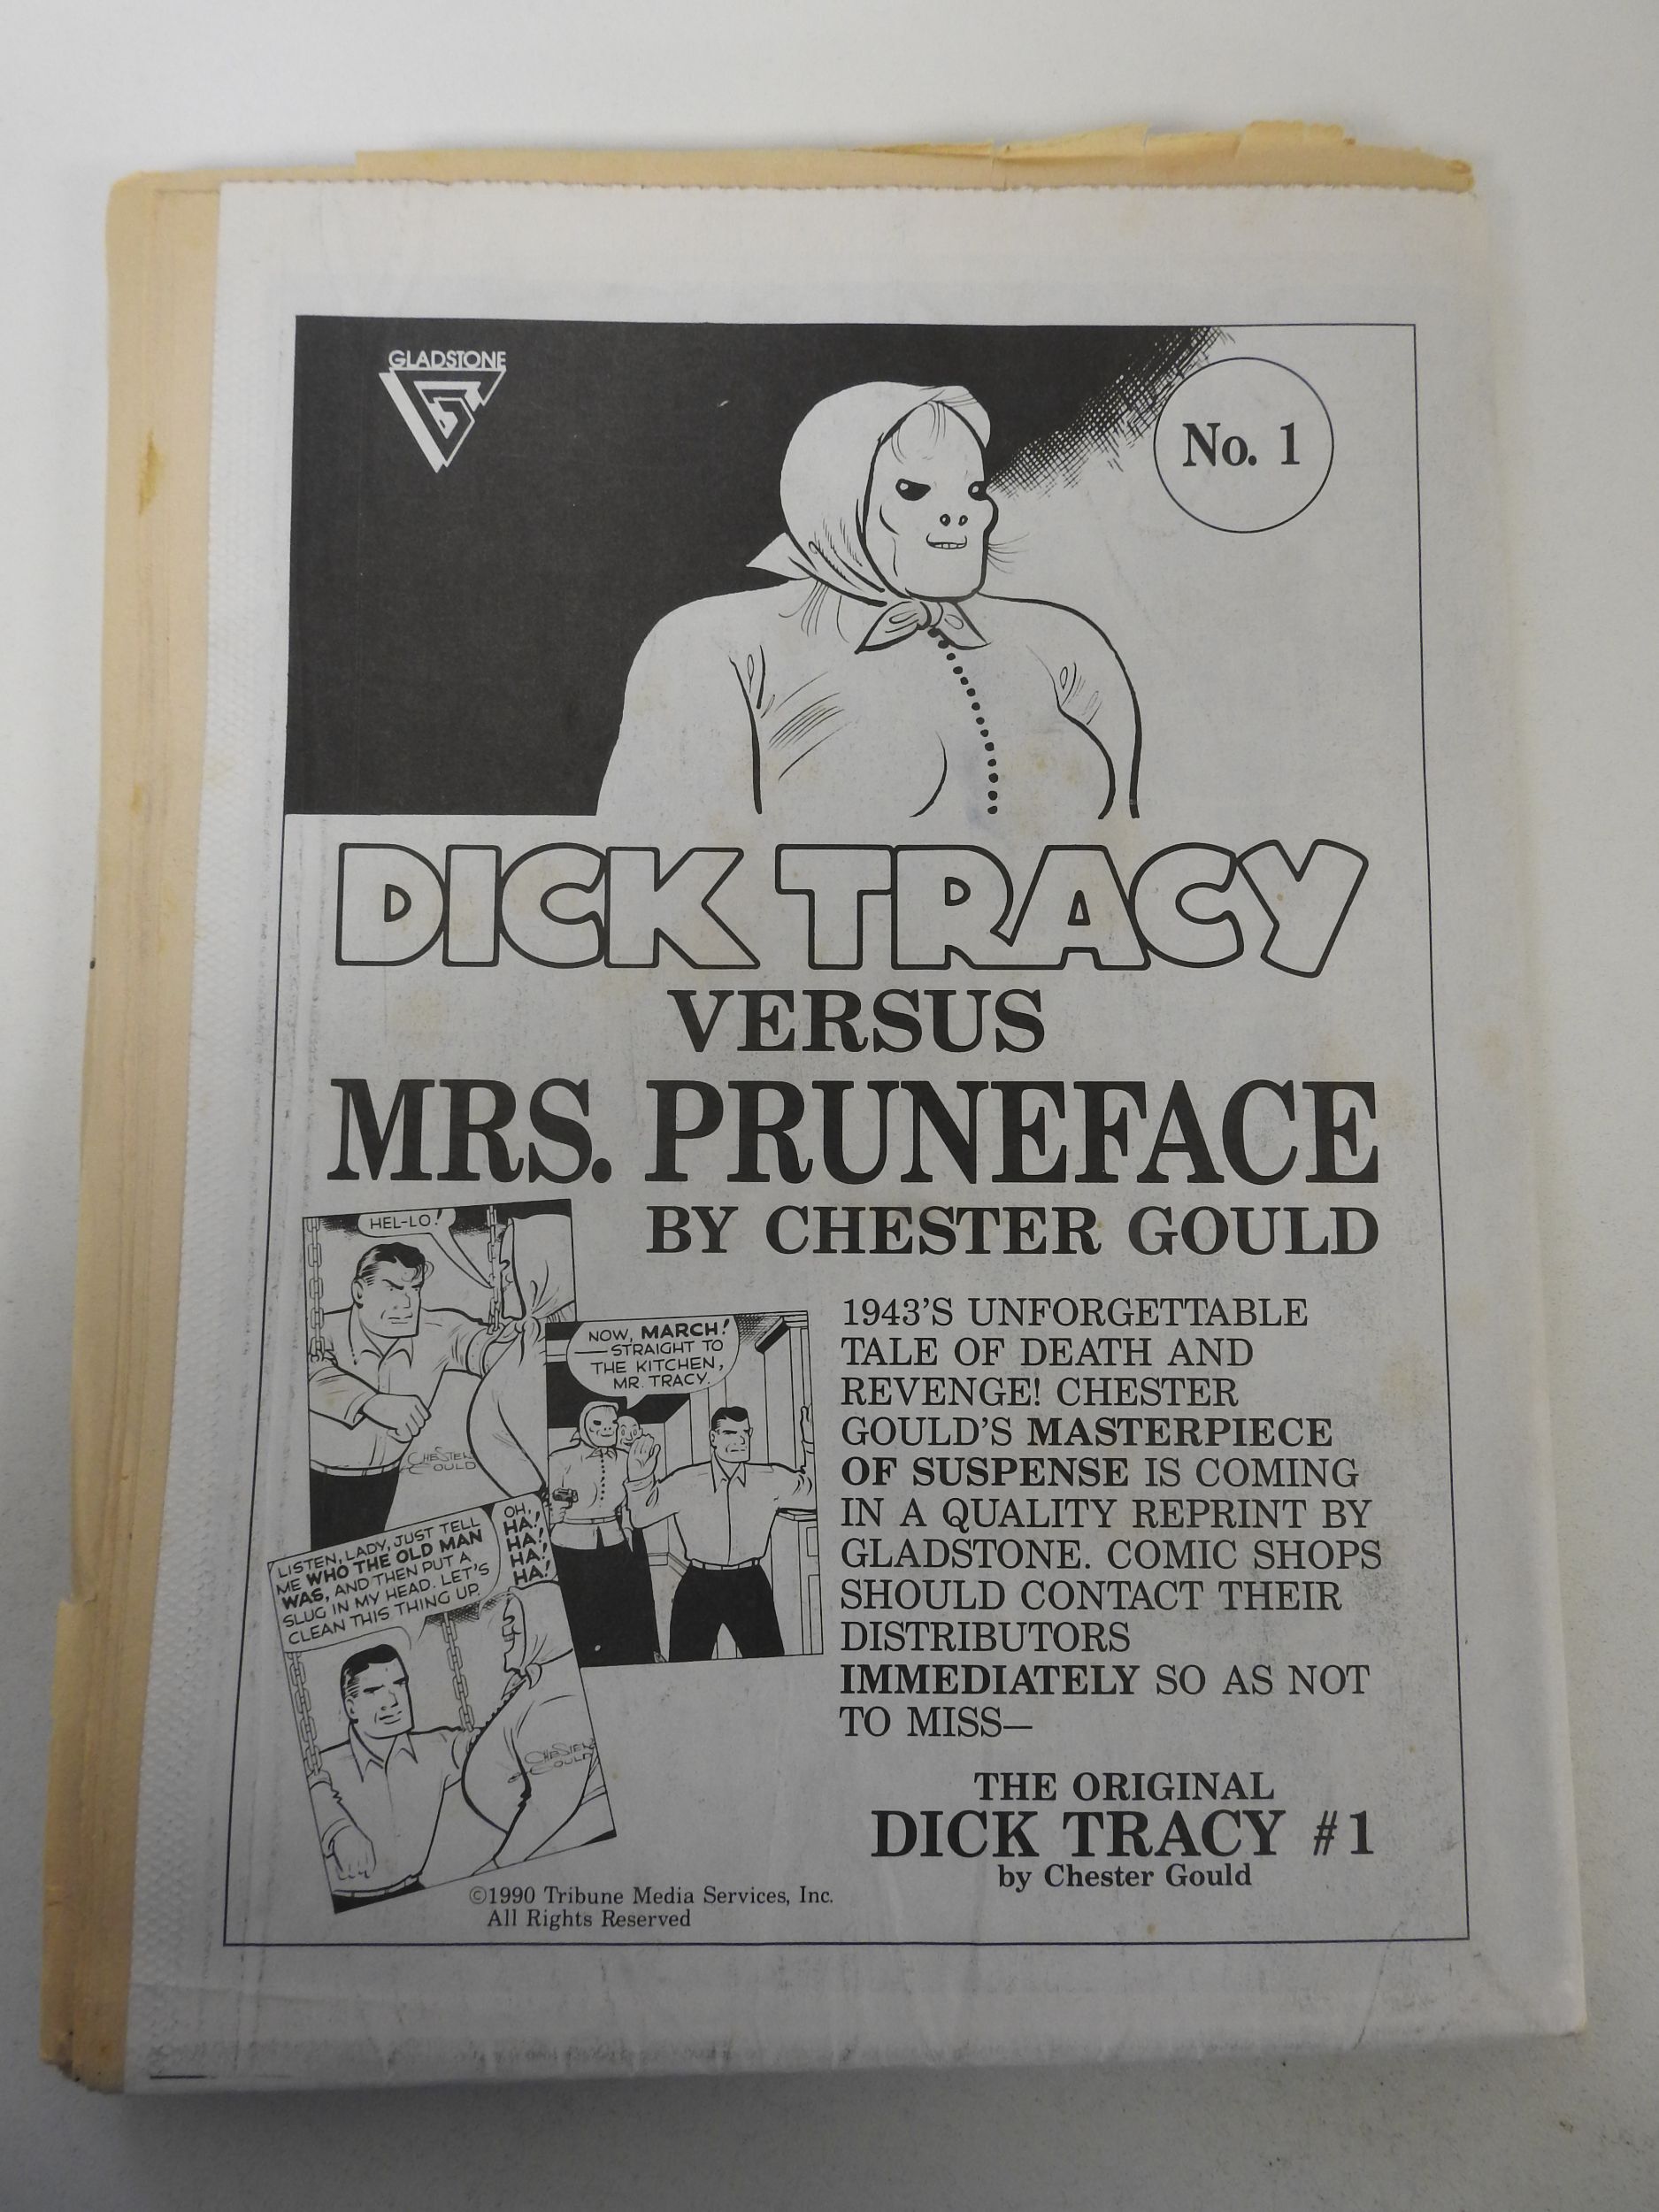 GLADSTONE
No. 1
DICK TRACY
VERSUS
MRS. PRUNEFACE
BY CHESTER GOULD
HEL-LO!
CHESTER
GOULD
NOW, MARCH!
—STRAIGHT TO
THE KITCHEN,
MR. TRACY.
LISTEN, LADY, JUST TELL
ME WHO THE OLD MAN
WAS, AND THEN PUT A
SLUG IN MY HEAD. LET'S
CLEAN THIS THING UP.
OH,
HA!
HA!
HA!
HA!
CHESTER
GOULD
1943'S UNFORGETTABLE
TALE OF DEATH AND
REVENGE! CHESTER
GOULD'S MASTERPIECE
OF SUSPENSE IS COMING
IN A QUALITY REPRINT BY
GLADSTONE. COMIC SHOPS
SHOULD CONTACT THEIR
DISTRIBUTORS
IMMEDIATELY SO AS NOT
TO MISS—
THE ORIGINAL
DICK TRACY #1
by Chester Gould
©1990 Tribune Media Services, Inc.
All Rights Reserved